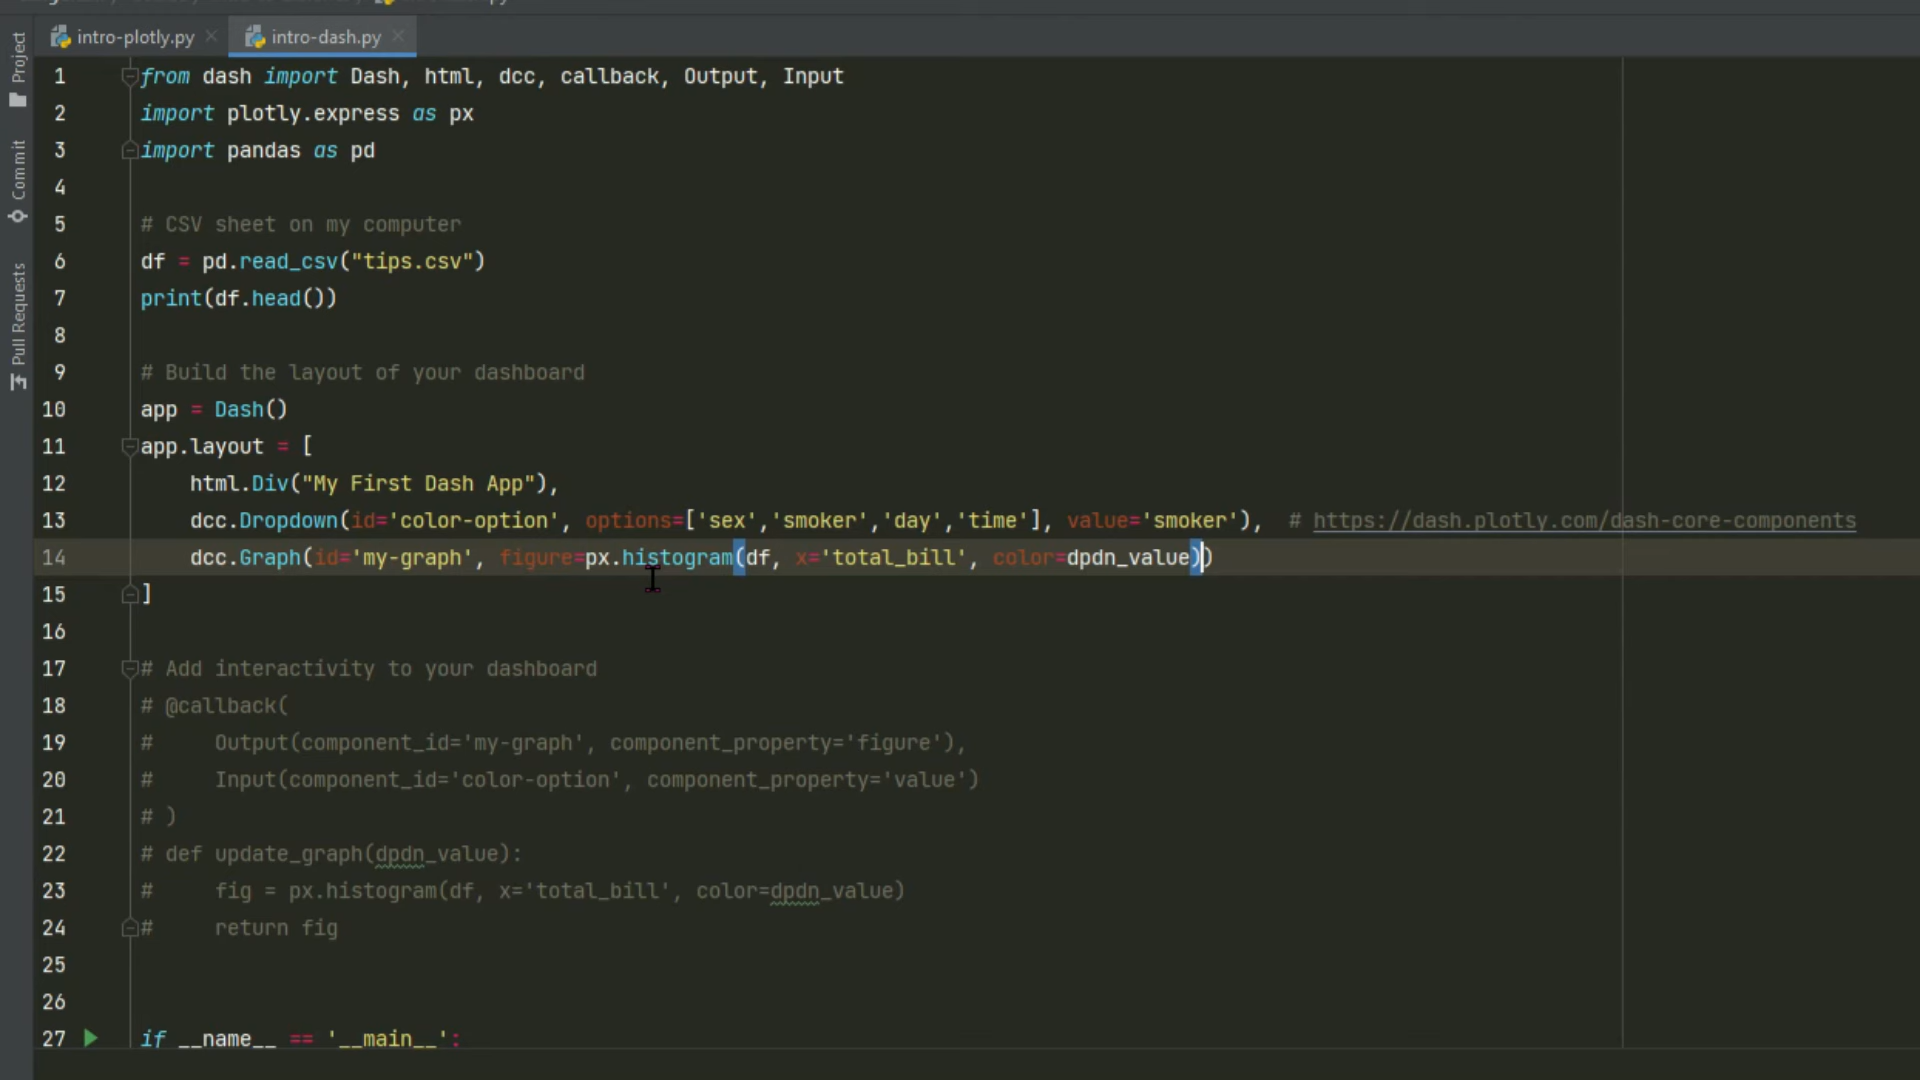 intro-plotly.py
intro-dash.py
Project
Commit
Pull Requests
1 from dash import Dash, html, dcc, callback, Output, Input
2 import plotly.express as px
3 import pandas as pd
4
5 # CSV sheet on my computer
6 df = pd.read_csv("tips.csv")
7 print(df.head())
8
9 # Build the layout of your dashboard
10 app = Dash()
11 app.layout = [
12     html.Div("My First Dash App"),
13     dcc.Dropdown(id='color-option', options=['sex','smoker','day','time'], value='smoker'),  # https://dash.plotly.com/dash-core-components
14     dcc.Graph(id='my-graph', figure=px.histogram(df, x='total_bill', color=dpdn_value))
15 ]
16
17 # Add interactivity to your dashboard
18 # @callback(
19 #     Output(component_id='my-graph', component_property='figure'),
20 #     Input(component_id='color-option', component_property='value')
21 # )
22 # def update_graph(dpdn_value):
23 #     fig = px.histogram(df, x='total_bill', color=dpdn_value)
24 #     return fig
25
26
27 if __name__ == '__main__':